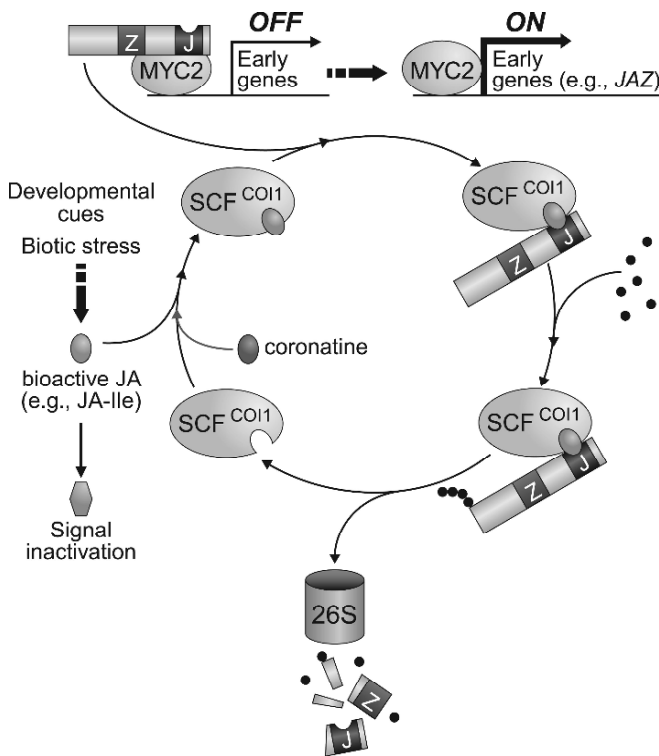 OFF
Z
J
MYC2
Early
genes
ON
MYC2
Early
genes (e.g., JAZ)
Developmental
cues
Biotic stress
SCF COI1
SCF COI1
Z
J
coronatine
bioactive JA
(e.g., JA-Ile)
SCF COI1
SCF COI1
Z
J
Signal
inactivation
26S
Z
J